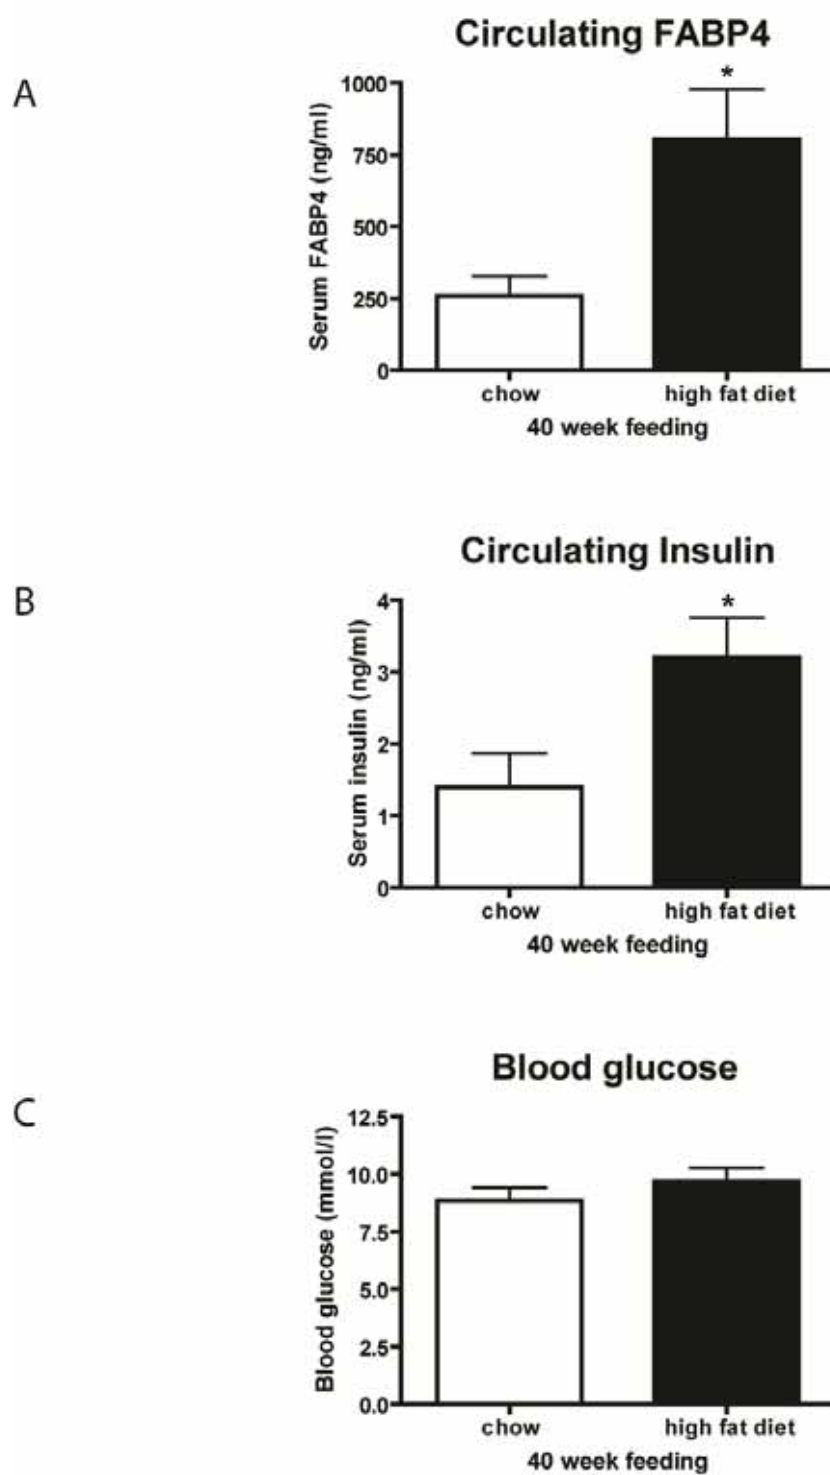 Circulating FABP4
A
*
1000
750
500
250
0
Serum FABP4 (ng/ml)
chow high fat diet
40 week feeding
Circulating Insulin
B
*
4
3
2
1
0
Serum insulin (ng/ml)
chow high fat diet
40 week feeding
Blood glucose
C
12.5
10.0
7.5
5.0
2.5
0.0
Blood glucose (mmol/l)
chow high fat diet
40 week feeding